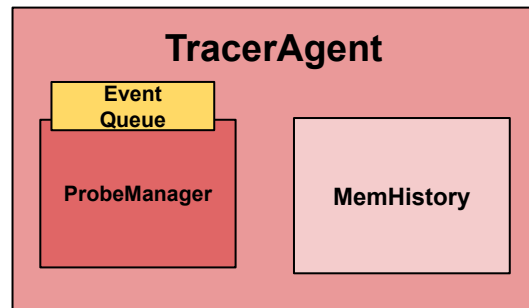 TracerAgent
Event
Queue
ProbeManager
MemHistory